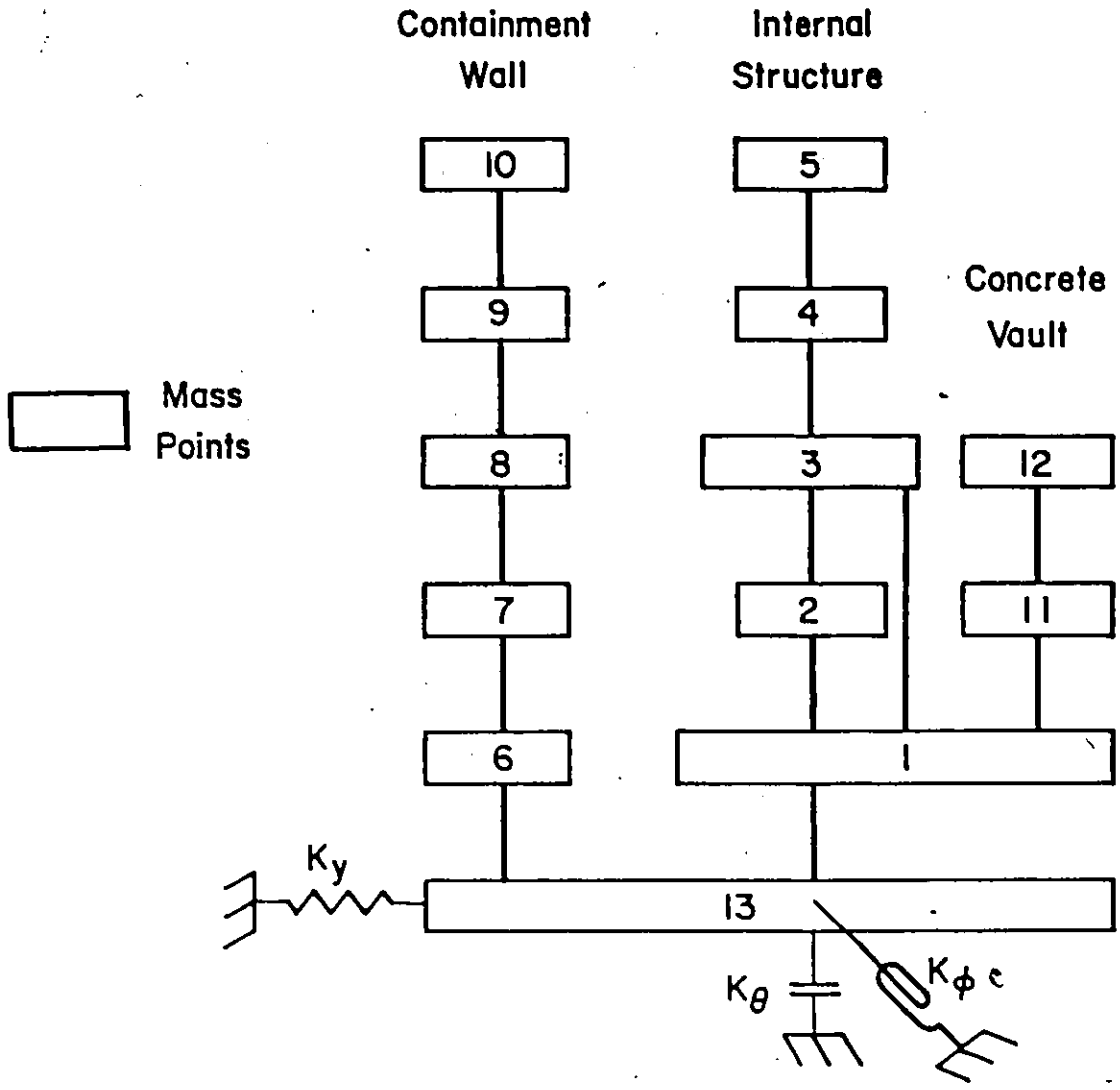 Containment
Wall
Internal
Structure
10
5
9
4
Concrete
Vault
Mass
Points
8
3
12
7
2
11
6
1
Ky
13
Kθ
Kϕ c